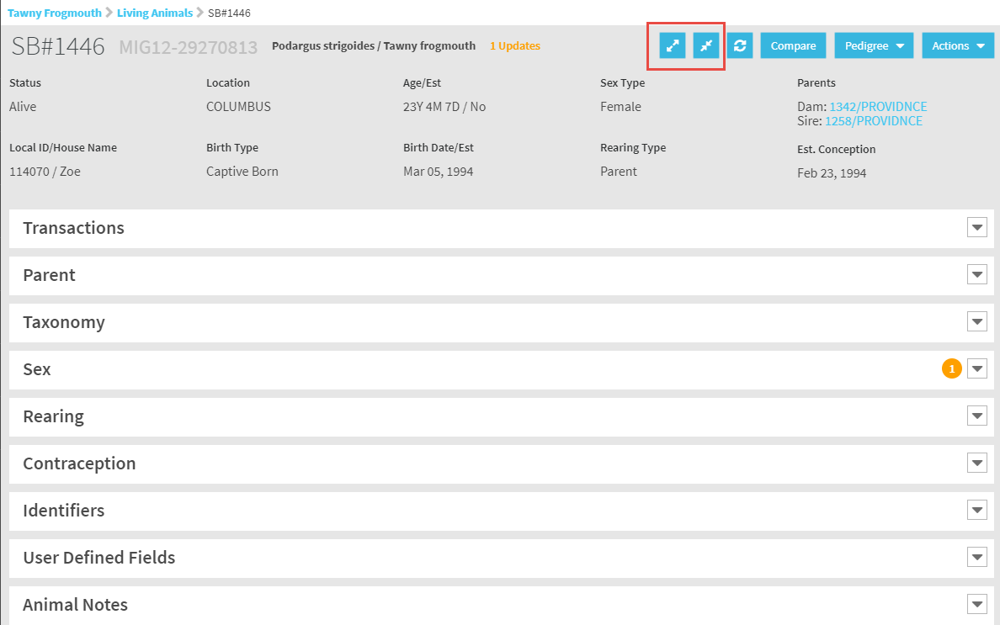 Tawny Frogmouth Living Animals SB#1446
SB#1446 MIG12-29270813 Podargus strigoides / Tawny frogmouth 1 Updates Compare Pedigree Actions
Status Location Age/Est Sex Type Parents
Alive COLUMBUS 23Y 4M 7D / No Female Dam: 1342/PROVIDNCE
Sire: 1258/PROVIDNCE
Local ID/House Name Birth Type Birth Date/Est Rearing Type Est. Conception
114070 / Zoe Captive Born Mar 05, 1994 Parent Feb 23, 1994
Transactions
Parent
Taxonomy
Sex 1
Rearing
Contraception
Identifiers
User Defined Fields
Animal Notes